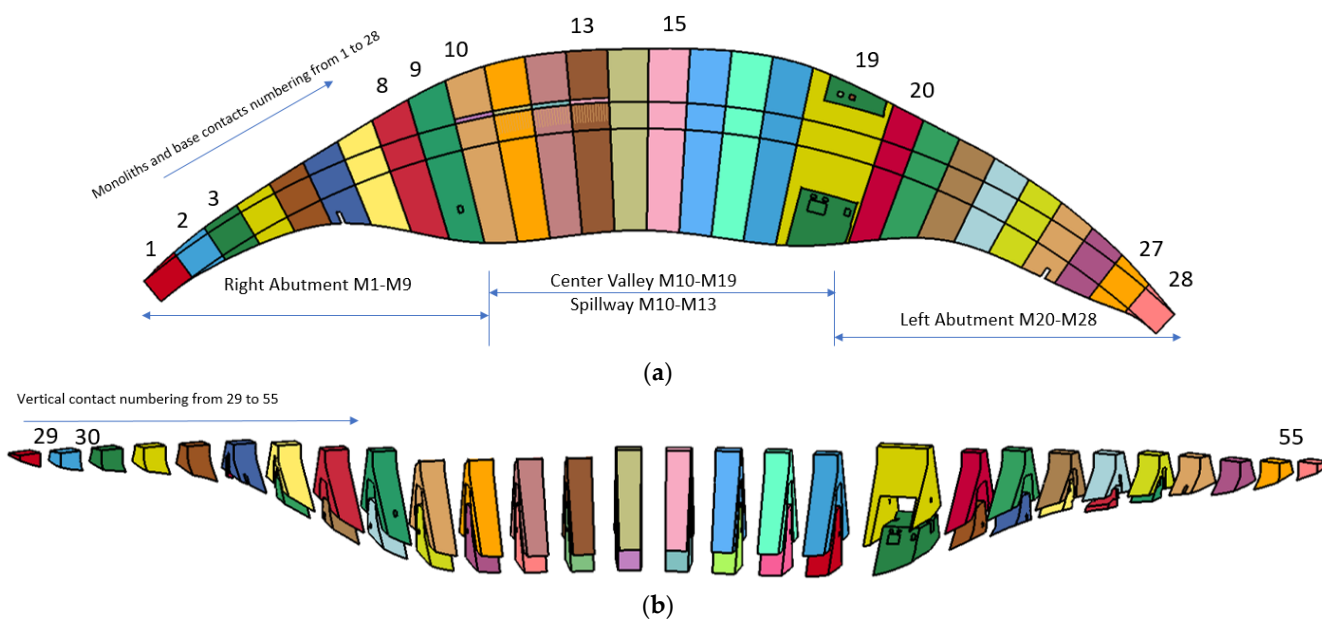 13
15
10
19
9
8
20
Monoliths and base contacts numbering from 1 to 28
3
2
1
27
28
Right Abutment M1-M9
Center Valley M10-M19
Spillway M10-M13
Left Abutment M20-M28
(a)
Vertical contact numbering from 29 to 55
29
30
55
(b)